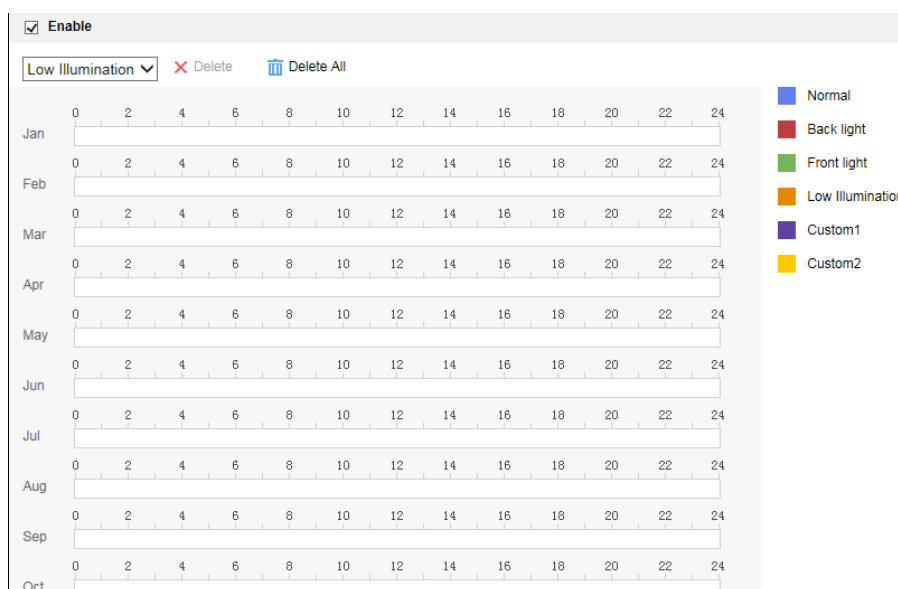 Enable
Low Illumination Delete Delete All
0 2 4 6 8 10 12 14 16 18 20 22 24
Jan
0 2 4 6 8 10 12 14 16 18 20 22 24
Feb
0 2 4 6 8 10 12 14 16 18 20 22 24
Mar
0 2 4 6 8 10 12 14 16 18 20 22 24
Apr
0 2 4 6 8 10 12 14 16 18 20 22 24
May
0 2 4 6 8 10 12 14 16 18 20 22 24
Jun
0 2 4 6 8 10 12 14 16 18 20 22 24
Jul
0 2 4 6 8 10 12 14 16 18 20 22 24
Aug
0 2 4 6 8 10 12 14 16 18 20 22 24
Sep
0 2 4 6 8 10 12 14 16 18 20 22 24
Oct
Normal
Back light
Front light
Low Illumination
Custom1
Custom2